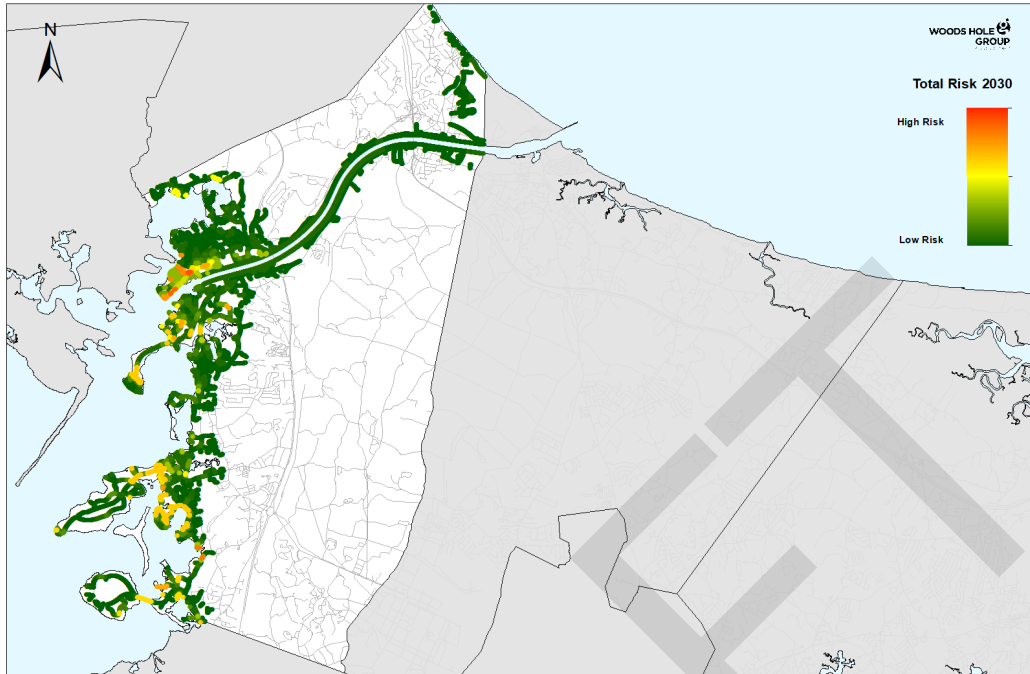 N
WOODS HOLE
GROUP
Total Risk 2030
High Risk
Low Risk